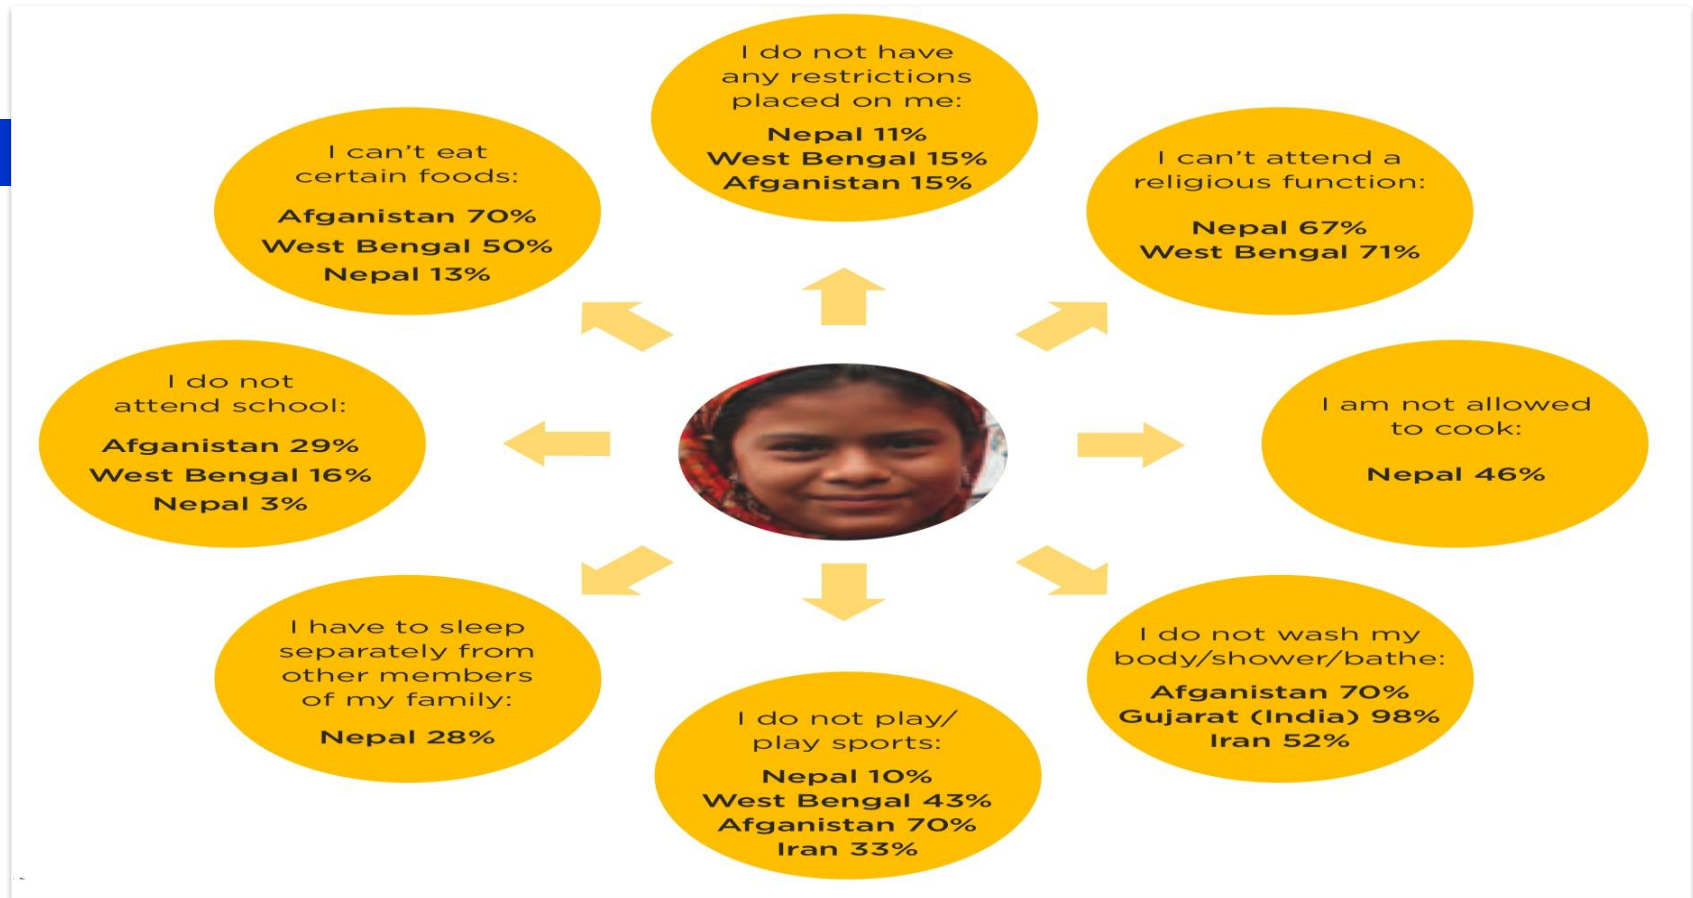 I do not have
any restrictions
placed on me:
Nepal 11%
West Bengal 15%
Afganistan 15%
I can't attend a
religious function:
Nepal 67%
West Bengal 71%
I am not allowed
to cook:
Nepal 46%
I do not wash my
body/shower/bathe:
Afganistan 70%
Gujarat (India) 98%
Iran 52%
I do not play/
play sports:
Nepal 10%
West Bengal 43%
Afganistan 70%
Iran 33%
I have to sleep
separately from
other members
of my family:
Nepal 28%
I do not
attend school:
Afganistan 29%
West Bengal 16%
Nepal 3%
I can't eat
certain foods:
Afganistan 70%
West Bengal 50%
Nepal 13%